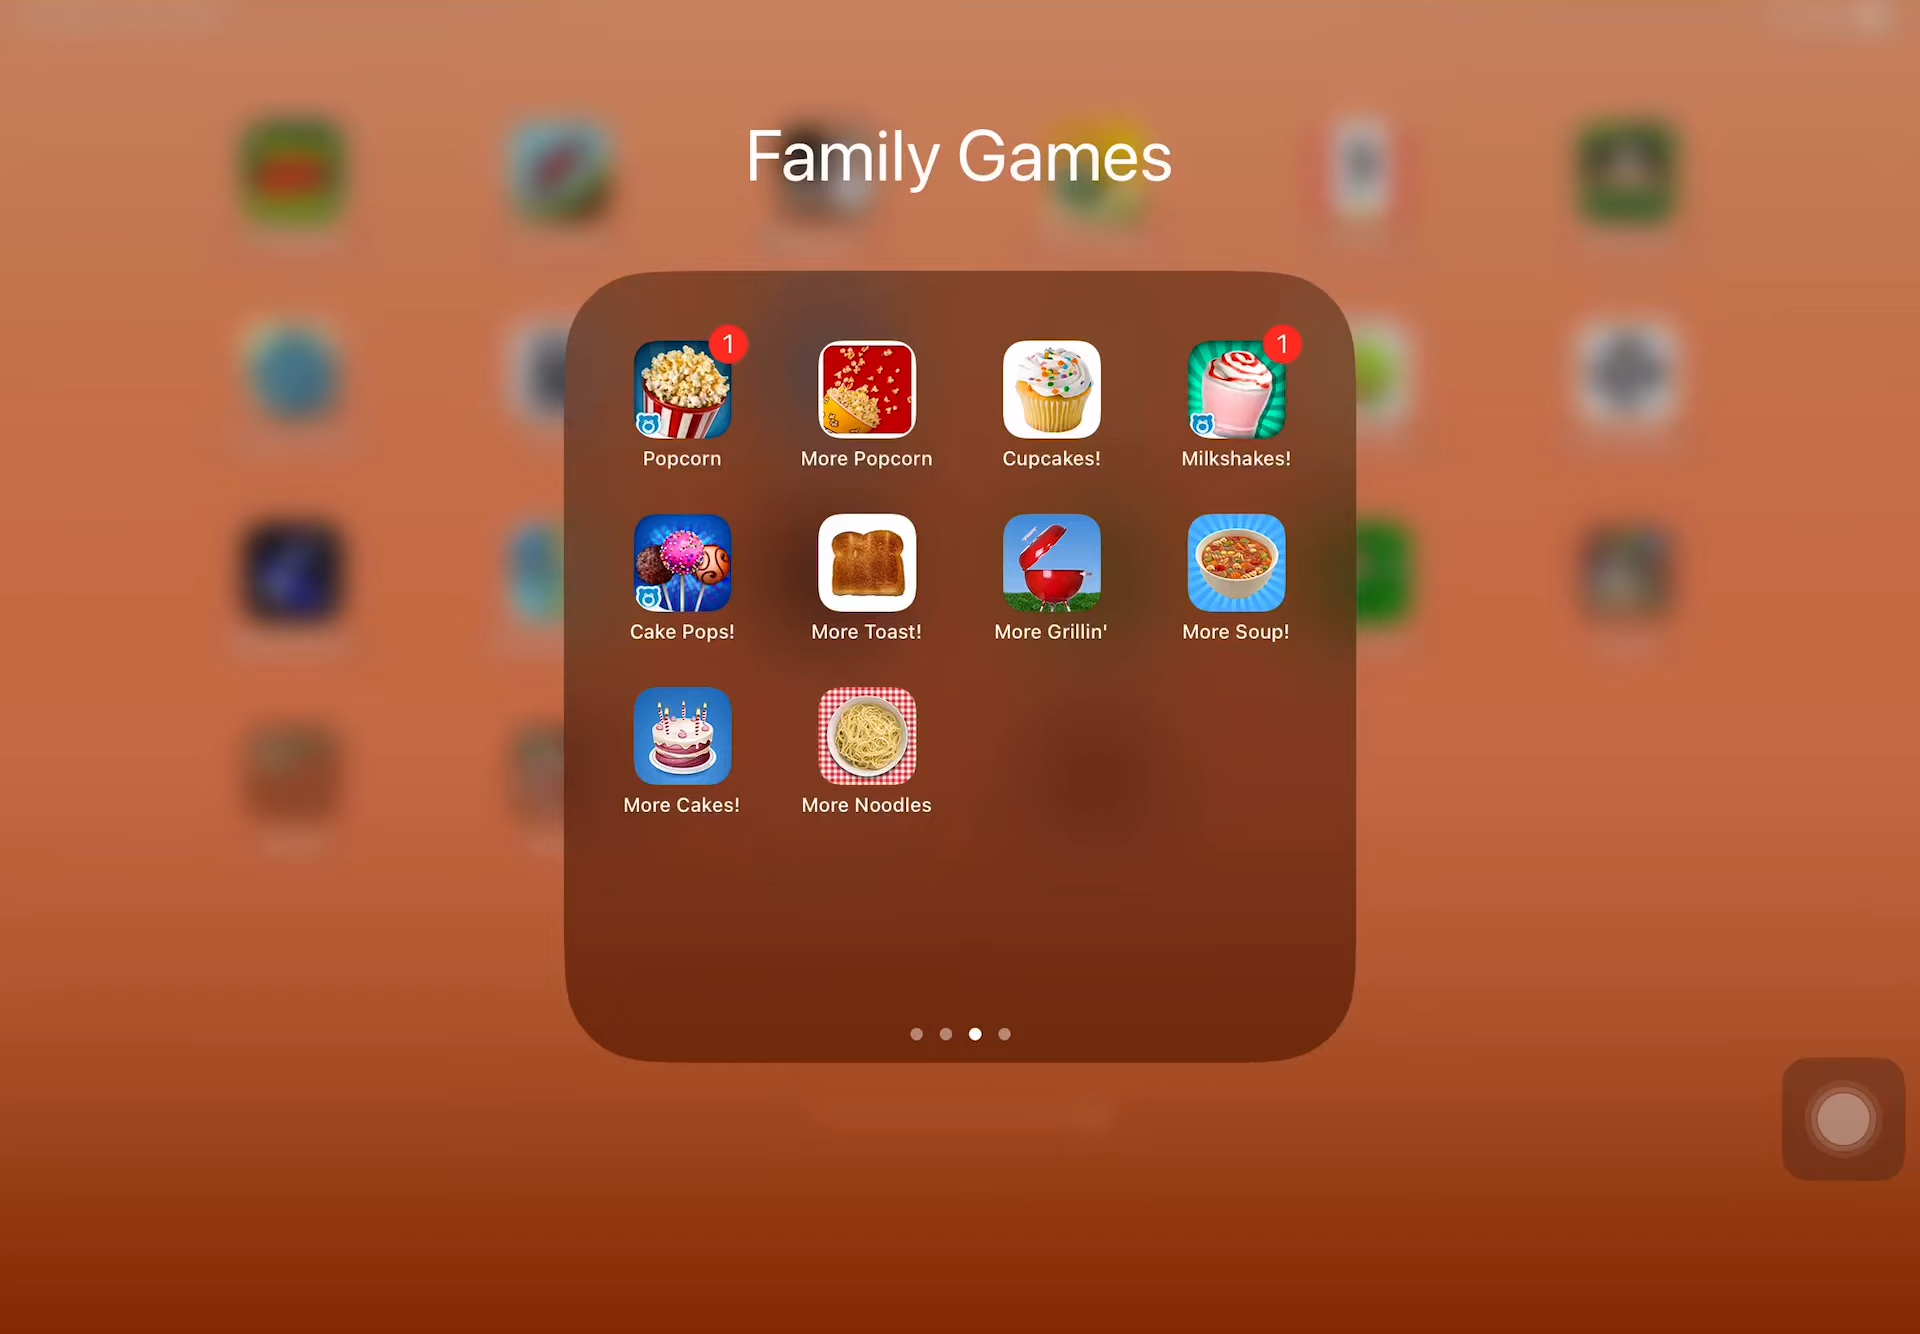 Family Games
1
1
Popcorn
More Popcorn
Cupcakes!
Milkshakes!
Cake Pops!
More Toast!
More Grillin'
More Soup!
More Cakes!
More Noodles